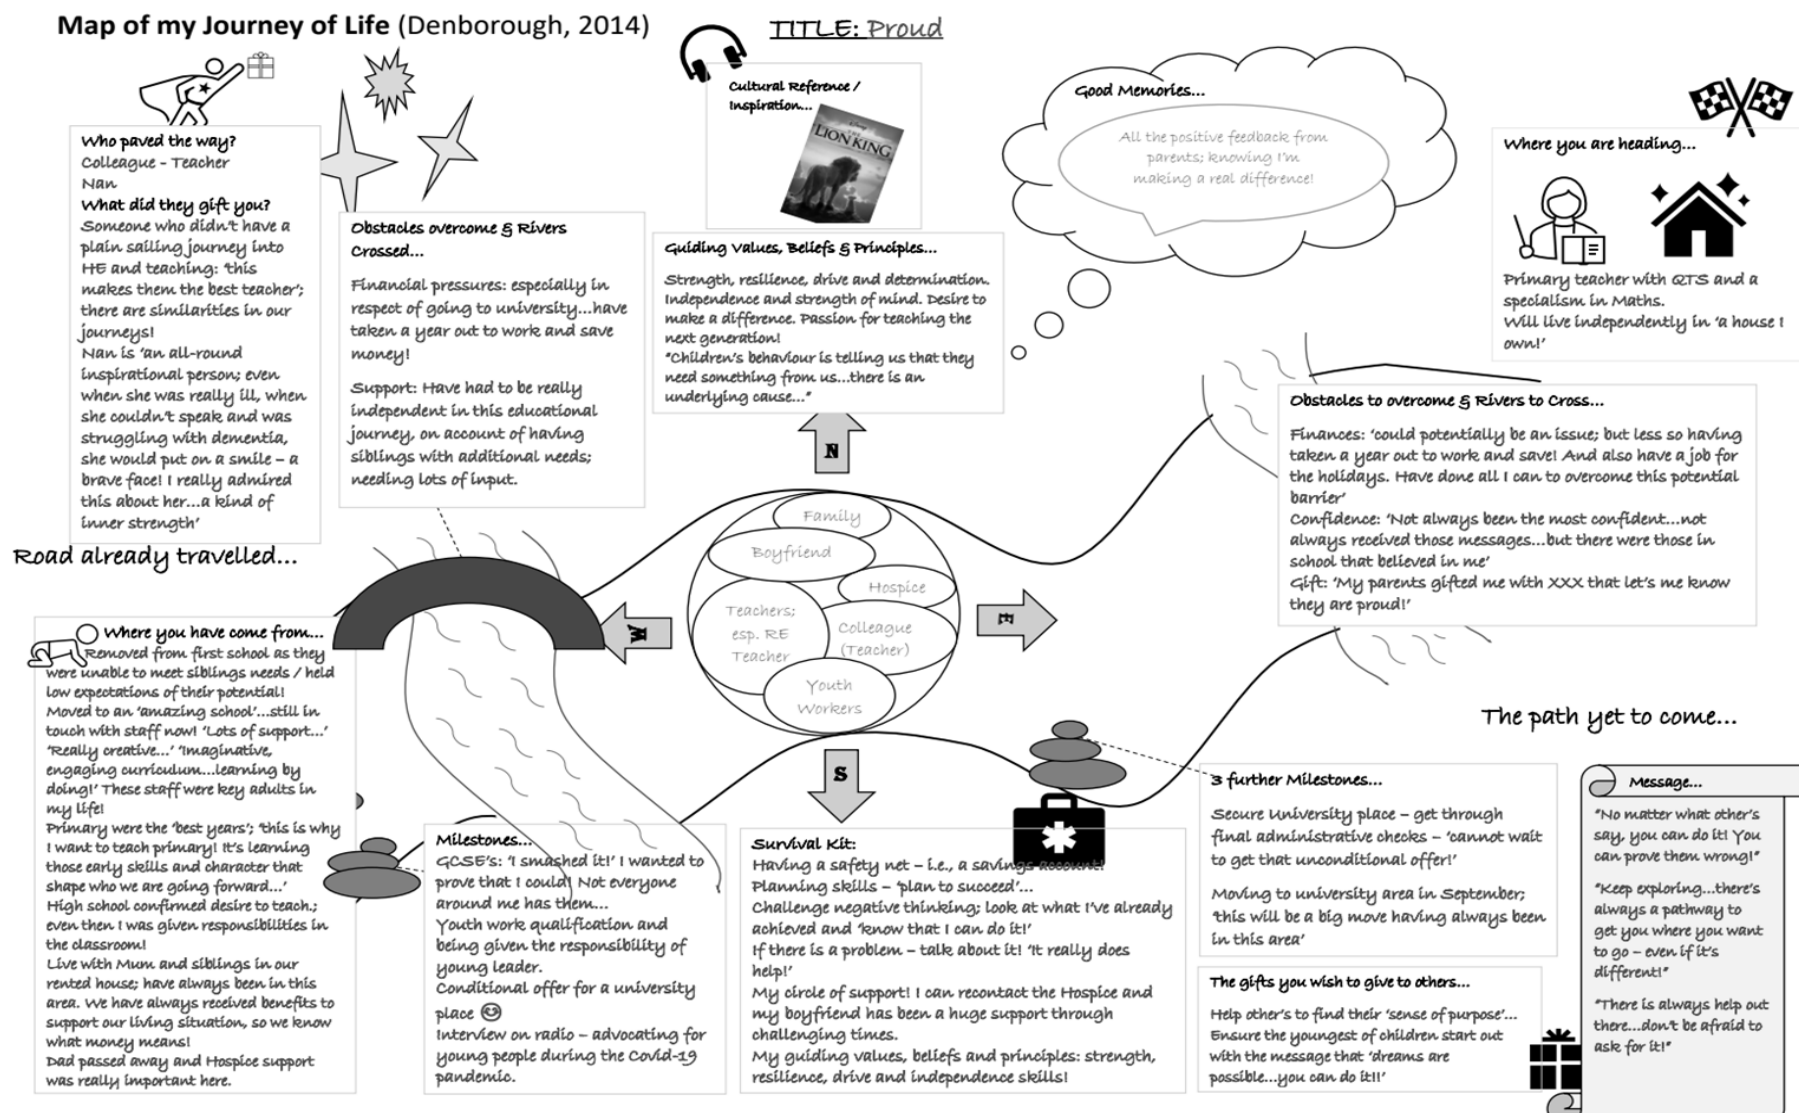 Map of my Journey of Life (Denborough, 2014)
TITLE: Proud
Who paved the way?
Colleague - Teacher
Nan
What did they gift you?
Someone who didn't have a
plain sailing journey into
HE and teaching: 'this
makes them the best teacher';
there are similarities in our
journeys!
Nan is 'an all-round
inspirational person; even
when she was really ill, when
she couldn't speak and was
struggling with dementia,
she would put on a smile – a
brave face! I really admired
this about her...a kind of
inner strength'
Obstacles overcome & Rivers
Crossed...
Financial pressures: especially in
respect of going to university...have
taken a year out to work and save
money!
Support: Have had to be really
independent in this educational
journey, on account of having
siblings with additional needs;
needing lots of input.
Cultural Reference /
Inspiration...
Disney
THE
LION KING
Guiding Values, Beliefs & Principles...
Strength, resilience, drive and determination.
Independence and strength of mind. Desire to
make a difference. Passion for teaching the
next generation!
"Children's behaviour is telling us that they
need something from us...there is an
underlying cause..."
Good Memories...
All the positive feedback from
parents; knowing I'm
making a real difference!
Where you are heading...
Primary teacher with QTS and a
specialism in Maths.
Will live independently in 'a house I
own!'
Obstacles to overcome & Rivers to Cross...
Finances: 'could potentially be an issue; but less so having
taken a year out to work and save! And also have a job for
the holidays. Have done all I can to overcome this potential
barrier'
Confidence: 'Not always been the most confident...not
always received those messages...but there were those in
school that believed in me'
Gift: 'My parents gifted me with XXX that let's me know
they are proud!'
N
W
E
S
Family
Boyfriend
Hospice
Teachers;
esp. RE
Teacher
Colleague
(Teacher)
Youth
Workers
Road already travelled...
Where you have come from...
Removed from first school as they
were unable to meet siblings needs / held
low expectations of their potential!
Moved to an 'amazing school'...still in
touch with staff now! 'Lots of support...'
'Really creative...' 'Imaginative,
engaging curriculum...learning by
doing!' These staff were key adults in
my life!
Primary were the 'best years'; 'this is why
I want to teach primary! It's learning
those early skills and character that
shape who we are going forward...'
High school confirmed desire to teach.;
even then I was given responsibilities in
the classroom!
Live with Mum and siblings in our
rented house; have always been in this
area. We have always received benefits to
support our living situation, so we know
what money means!
Dad passed away and Hospice support
was really important here.
Milestones...
GCSE's: 'I smashed it!' I wanted to
prove that I could! Not everyone
around me has them...
Youth work qualification and
being given the responsibility of
young leader.
Conditional offer for a university
place 😊
Interview on radio – advocating for
young people during the Covid-19
pandemic.
Survival Kit:
Having a safety net – i.e., a savings account!
Planning skills – 'plan to succeed'...
Challenge negative thinking; look at what I've already
achieved and 'know that I can do it!'
If there is a problem – talk about it! 'It really does
help!'
My circle of support! I can recontact the Hospice and
my boyfriend has been a huge support through
challenging times.
My guiding values, beliefs and principles: strength,
resilience, drive and independence skills!
The path yet to come...
3 further Milestones...
Secure University place – get through
final administrative checks – 'cannot wait
to get that unconditional offer!'
Moving to university area in September;
'this will be a big move having always been
in this area'
The gifts you wish to give to others...
Help other's to find their 'sense of purpose'...
Ensure the youngest of children start out
with the message that 'dreams are
possible...you can do it!!'
Message...
"No matter what other's
say, you can do it! You
can prove them wrong!"
"Keep exploring...there's
always a pathway to
get you where you want
to go – even if it's
different!"
"There is always help out
there...don't be afraid to
ask for it!"